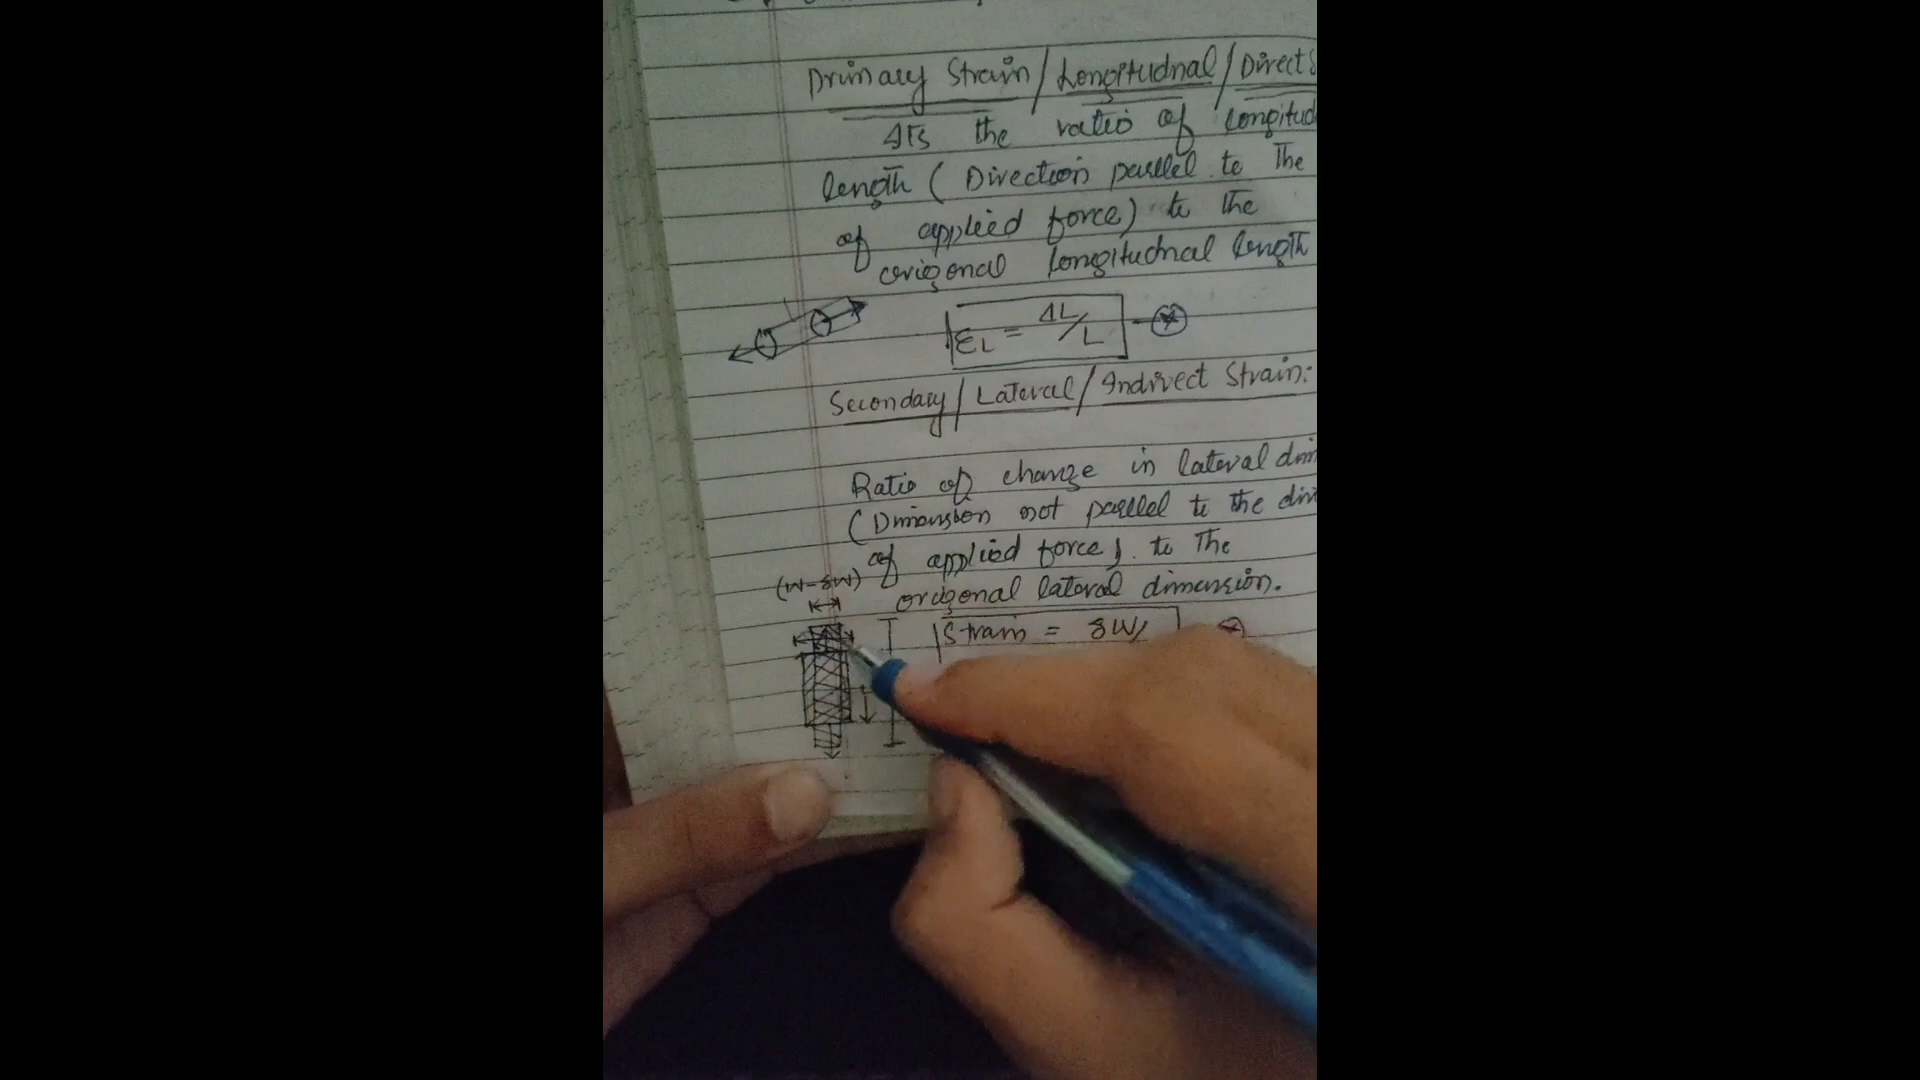 Primary Strain/Longitudnal/Direct S
Its the ratio of Longitud
length ( Direction parllel to The
of applied force) to the
origonal longitudnal length
εL = ΔL/L
Secondary/Lateral/Indirect Strain:-
Ratio of change in lateral dim
(Dimension not parllel to the dire
of applied force). to The
(W-δW)
origonal lateral dimension.
Strain = δW/